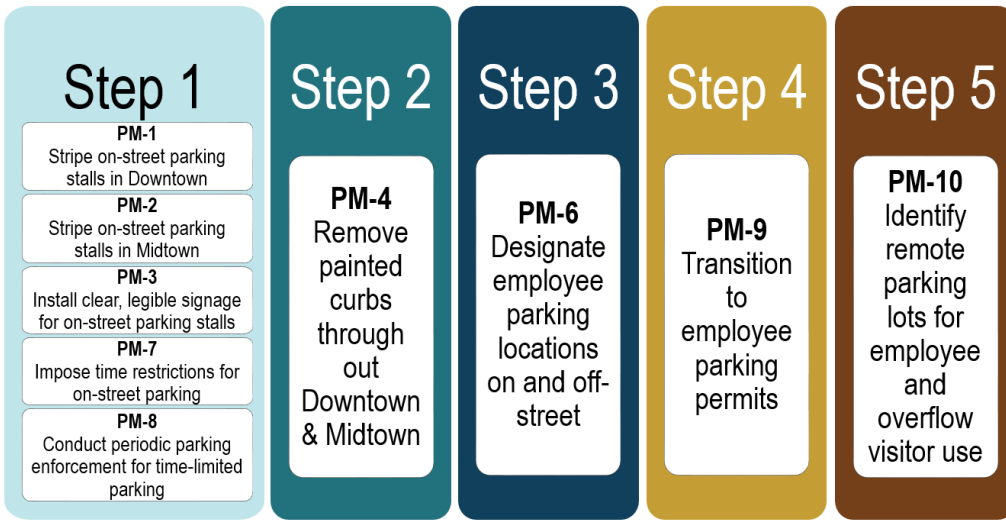 Step 1
PM-1
Stripe on-street parking
stalls in Downtown
PM-2
Stripe on-street parking
stalls in Midtown
PM-3
Install clear, legible signage
for on-street parking stalls
PM-7
Impose time restrictions for
on-street parking
PM-8
Conduct periodic parking
enforcement for time-limited
parking
Step 2
PM-4
Remove
painted
curbs
through
out
Downtown
& Midtown
Step 3
PM-6
Designate
employee
parking
locations
on and off-
street
Step 4
PM-9
Transition
to
employee
parking
permits
Step 5
PM-10
Identify
remote
parking
lots for
employee
and
overflow
visitor use